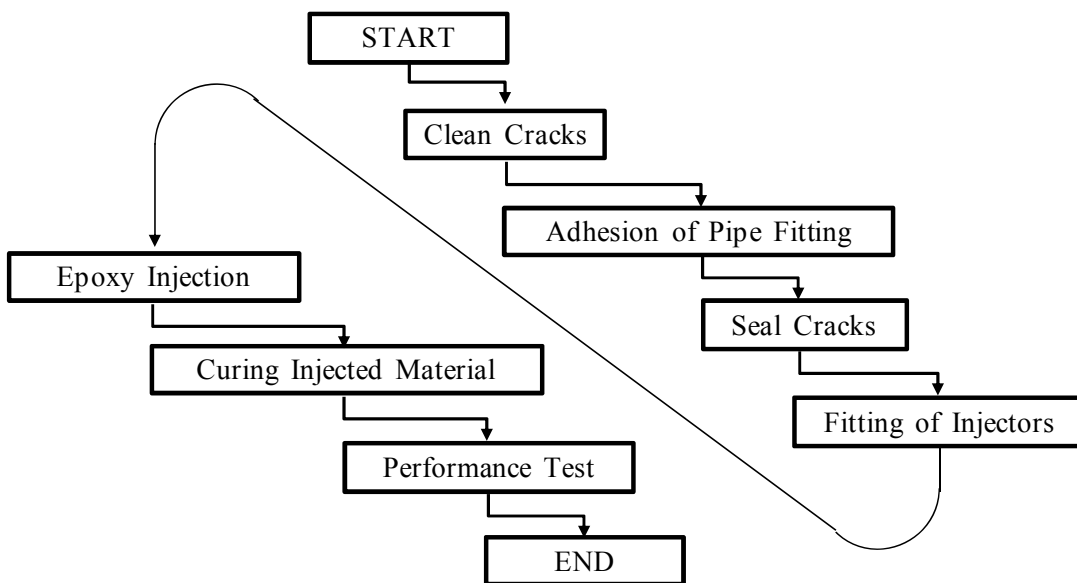 START
Clean Cracks
Adhesion of Pipe Fitting
Seal Cracks
Fitting of Injectors
Epoxy Injection
Curing Injected Material
Performance Test
END